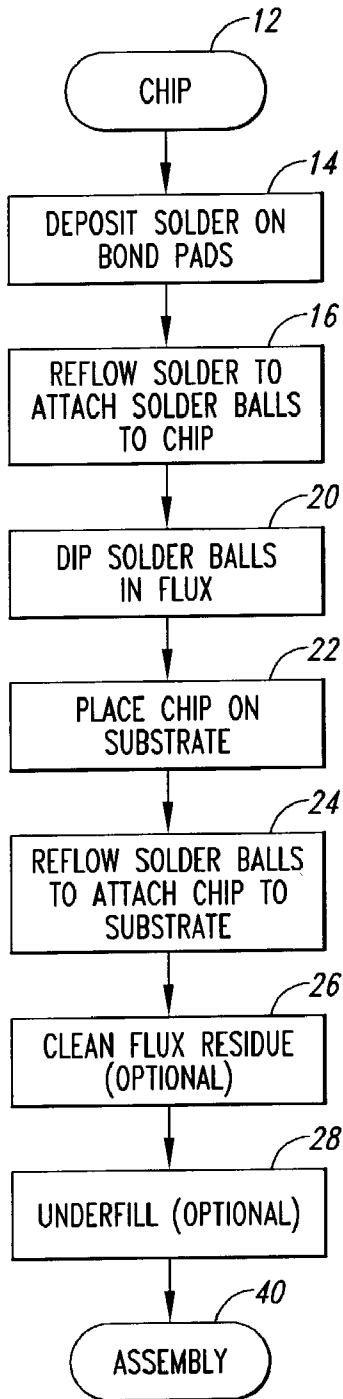 12
CHIP
14
DEPOSIT SOLDER ON
BOND PADS
16
REFLOW SOLDER TO
ATTACH SOLDER BALLS
TO CHIP
20
DIP SOLDER BALLS
IN FLUX
22
PLACE CHIP ON
SUBSTRATE
24
REFLOW SOLDER BALLS
TO ATTACH CHIP TO
SUBSTRATE
26
CLEAN FLUX RESIDUE
(OPTIONAL)
28
UNDERFILL (OPTIONAL)
40
ASSEMBLY